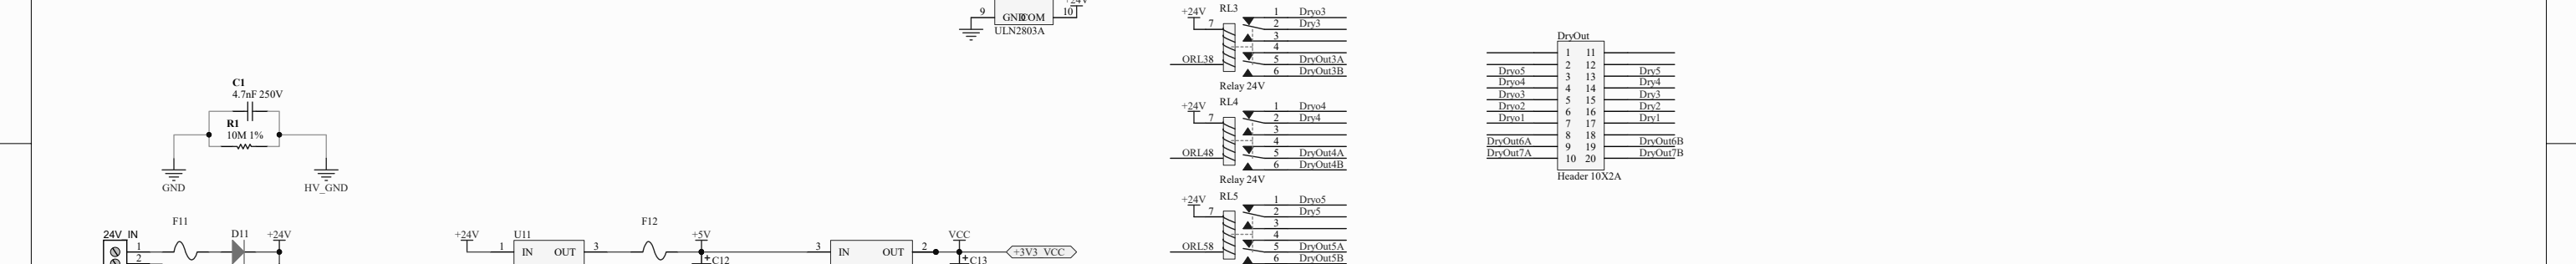 +24V
9 GND COM 10
ULN2803A
C1
4.7nF 250V
R1
10M 1%
GND
HV_GND
RL3
+24V
7
ORL38
1 Dryo3
2 Dry3
3
4
5 DryOut3A
6 DryOut3B
Relay 24V
RL4
+24V
7
ORL48
1 Dryo4
2 Dry4
3
4
5 DryOut4A
6 DryOut4B
Relay 24V
RL5
+24V
7
ORL58
1 Dryo5
2 Dry5
3
4
5 DryOut5A
6 DryOut5B
DryOut
1 11
2 12
Dryo5 3 13 Dry5
Dryo4 4 14 Dry4
Dryo3 5 15 Dry3
Dryo2 6 16 Dry2
Dryo1 7 17 Dry1
8 18
DryOut6A 9 19 DryOut6B
DryOut7A 10 20 DryOut7B
Header 10X2A
24V_IN
1
2
F11
D11
+24V
+24V
U11
1 IN OUT 3
F12
+5V
+ C12
3 IN OUT 2
VCC
+ C13
+3V3_VCC